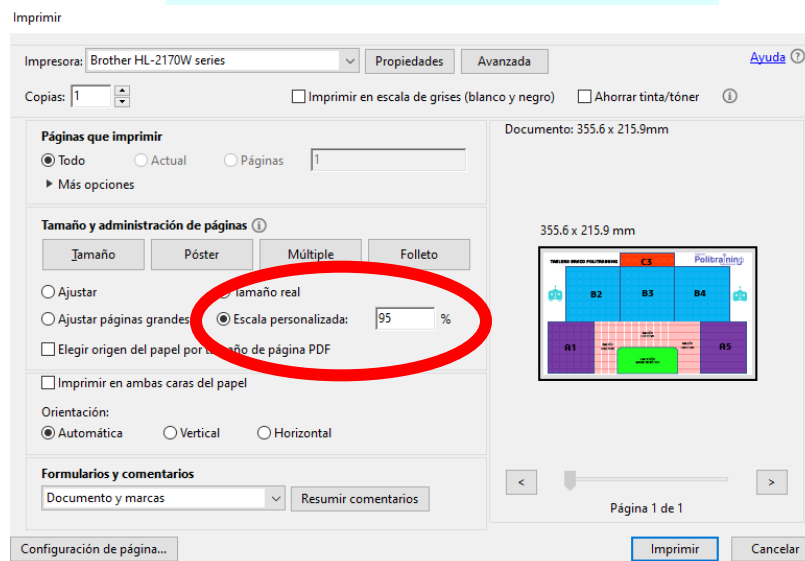 Imprimir
Impresora: Brother HL-2170W series Propiedades Avanzada Ayuda
Copias: 1 Imprimir en escala de grises (blanco y negro) Ahorrar tinta/tóner
Páginas que imprimir
Todo Actual Páginas 1
Más opciones
Tamaño y administración de páginas
Tamaño Póster Múltiple Folleto
Ajustar Tamaño real
Ajustar páginas grandes Escala personalizada: 95 %
Elegir origen del papel por tamaño de página PDF
Imprimir en ambas caras del papel
Orientación:
Automática Vertical Horizontal
Formularios y comentarios
Documento y marcas Resumir comentarios
Documento: 355.6 x 215.9mm
355.6 x 215.9 mm
C3 Politraining
B2 B3 B4
A1 A5
< >
Página 1 de 1
Configuración de página... Imprimir Cancelar